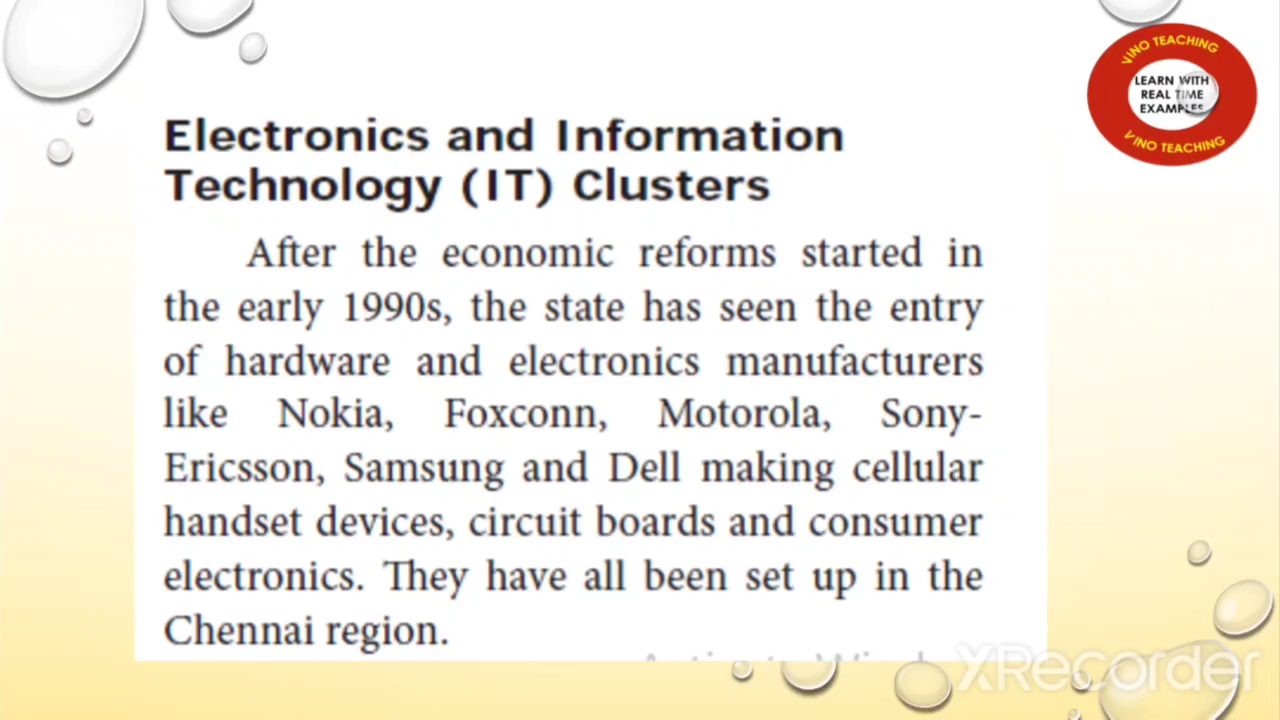 VINO TEACHING
LEARN WITH
REAL TIME
EXAMPLES
VINO TEACHING
Electronics and Information
Technology (IT) Clusters
After the economic reforms started in
the early 1990s, the state has seen the entry
of hardware and electronics manufacturers
like Nokia, Foxconn, Motorola, Sony-
Ericsson, Samsung and Dell making cellular
handset devices, circuit boards and consumer
electronics. They have all been set up in the
Chennai region.
XRecorder